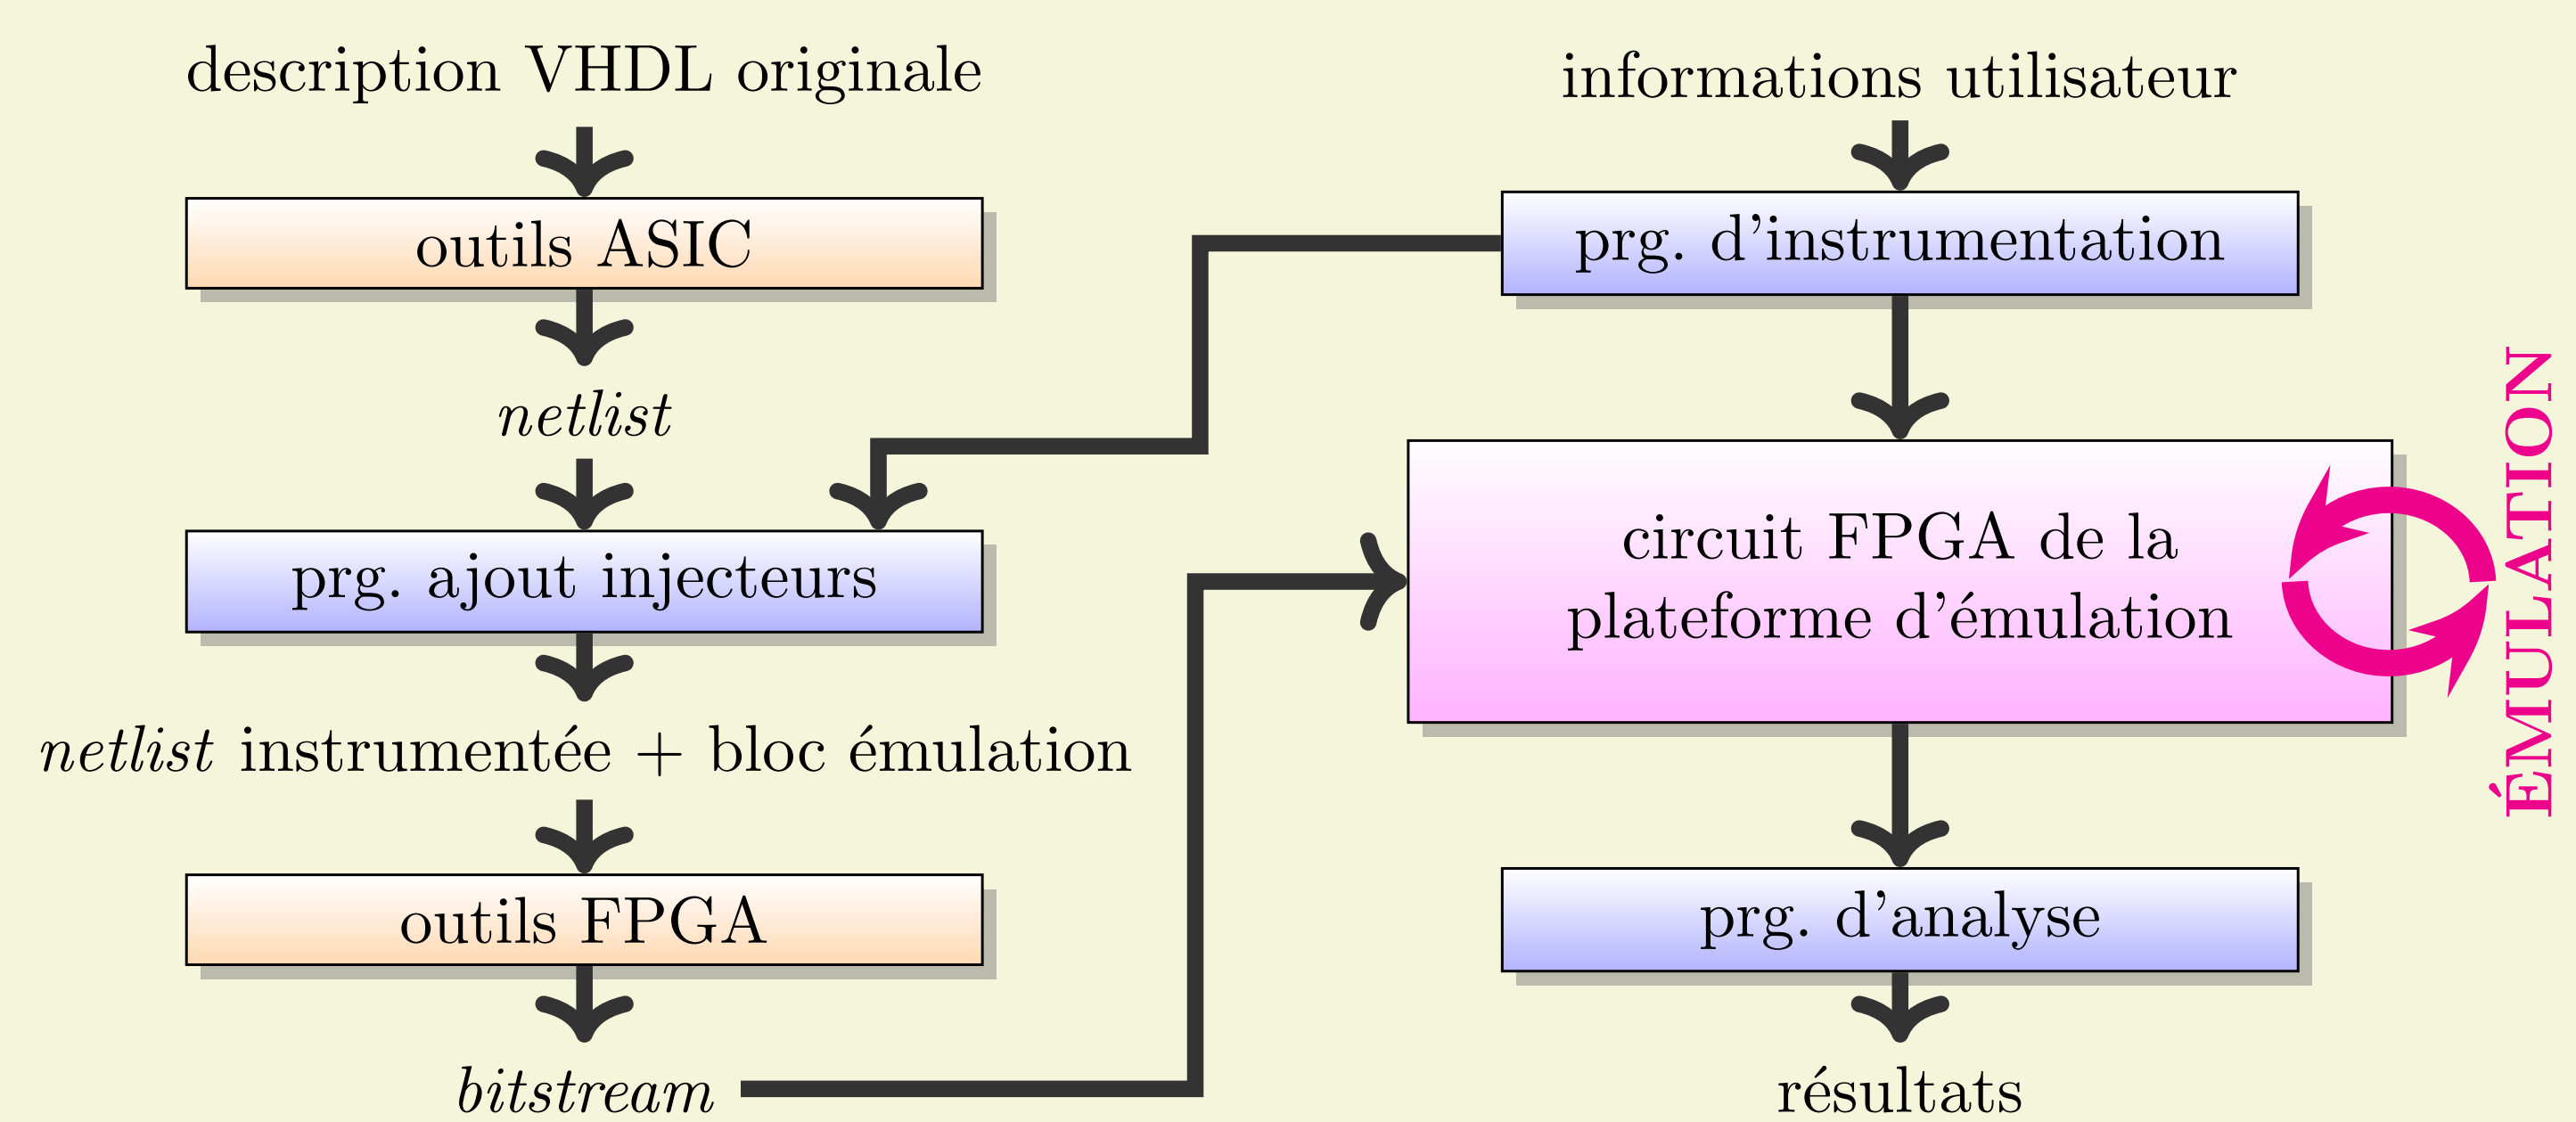 description VHDL originale
outils ASIC
netlist
prg. ajout injecteurs
netlist instrumentée + bloc émulation
outils FPGA
bitstream
informations utilisateur
prg. d'instrumentation
circuit FPGA de la
plateforme d'émulation
ÉMULATION
prg. d'analyse
résultats